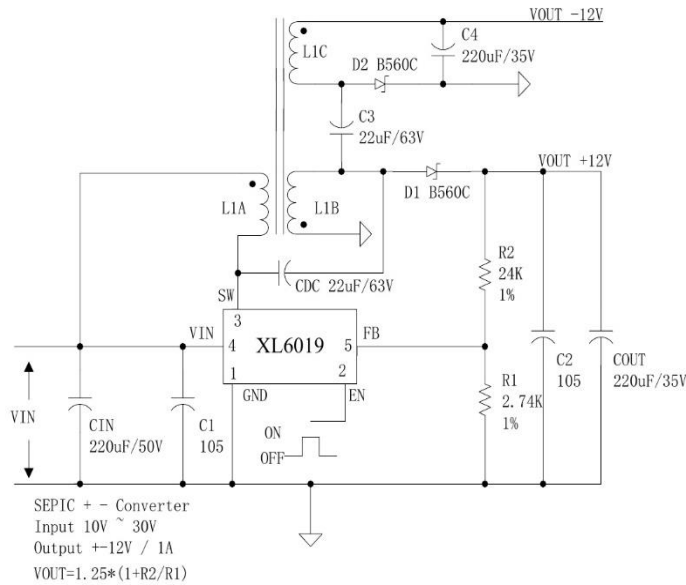 VOUT -12V
C4
220uF/35V
L1C
D2 B560C
C3
22uF/63V
VOUT +12V
L1A
L1B
D1 B560C
R2
24K
1%
CDC 22uF/63V
SW
3
VIN
4
XL6019
5
FB
1
2
GND
EN
R1
2.74K
1%
C2
105
COUT
220uF/35V
VIN
CIN
220uF/50V
C1
105
ON
OFF
SEPIC + - Converter
Input 10V ~ 30V
Output +-12V / 1A
VOUT=1.25*(1+R2/R1)